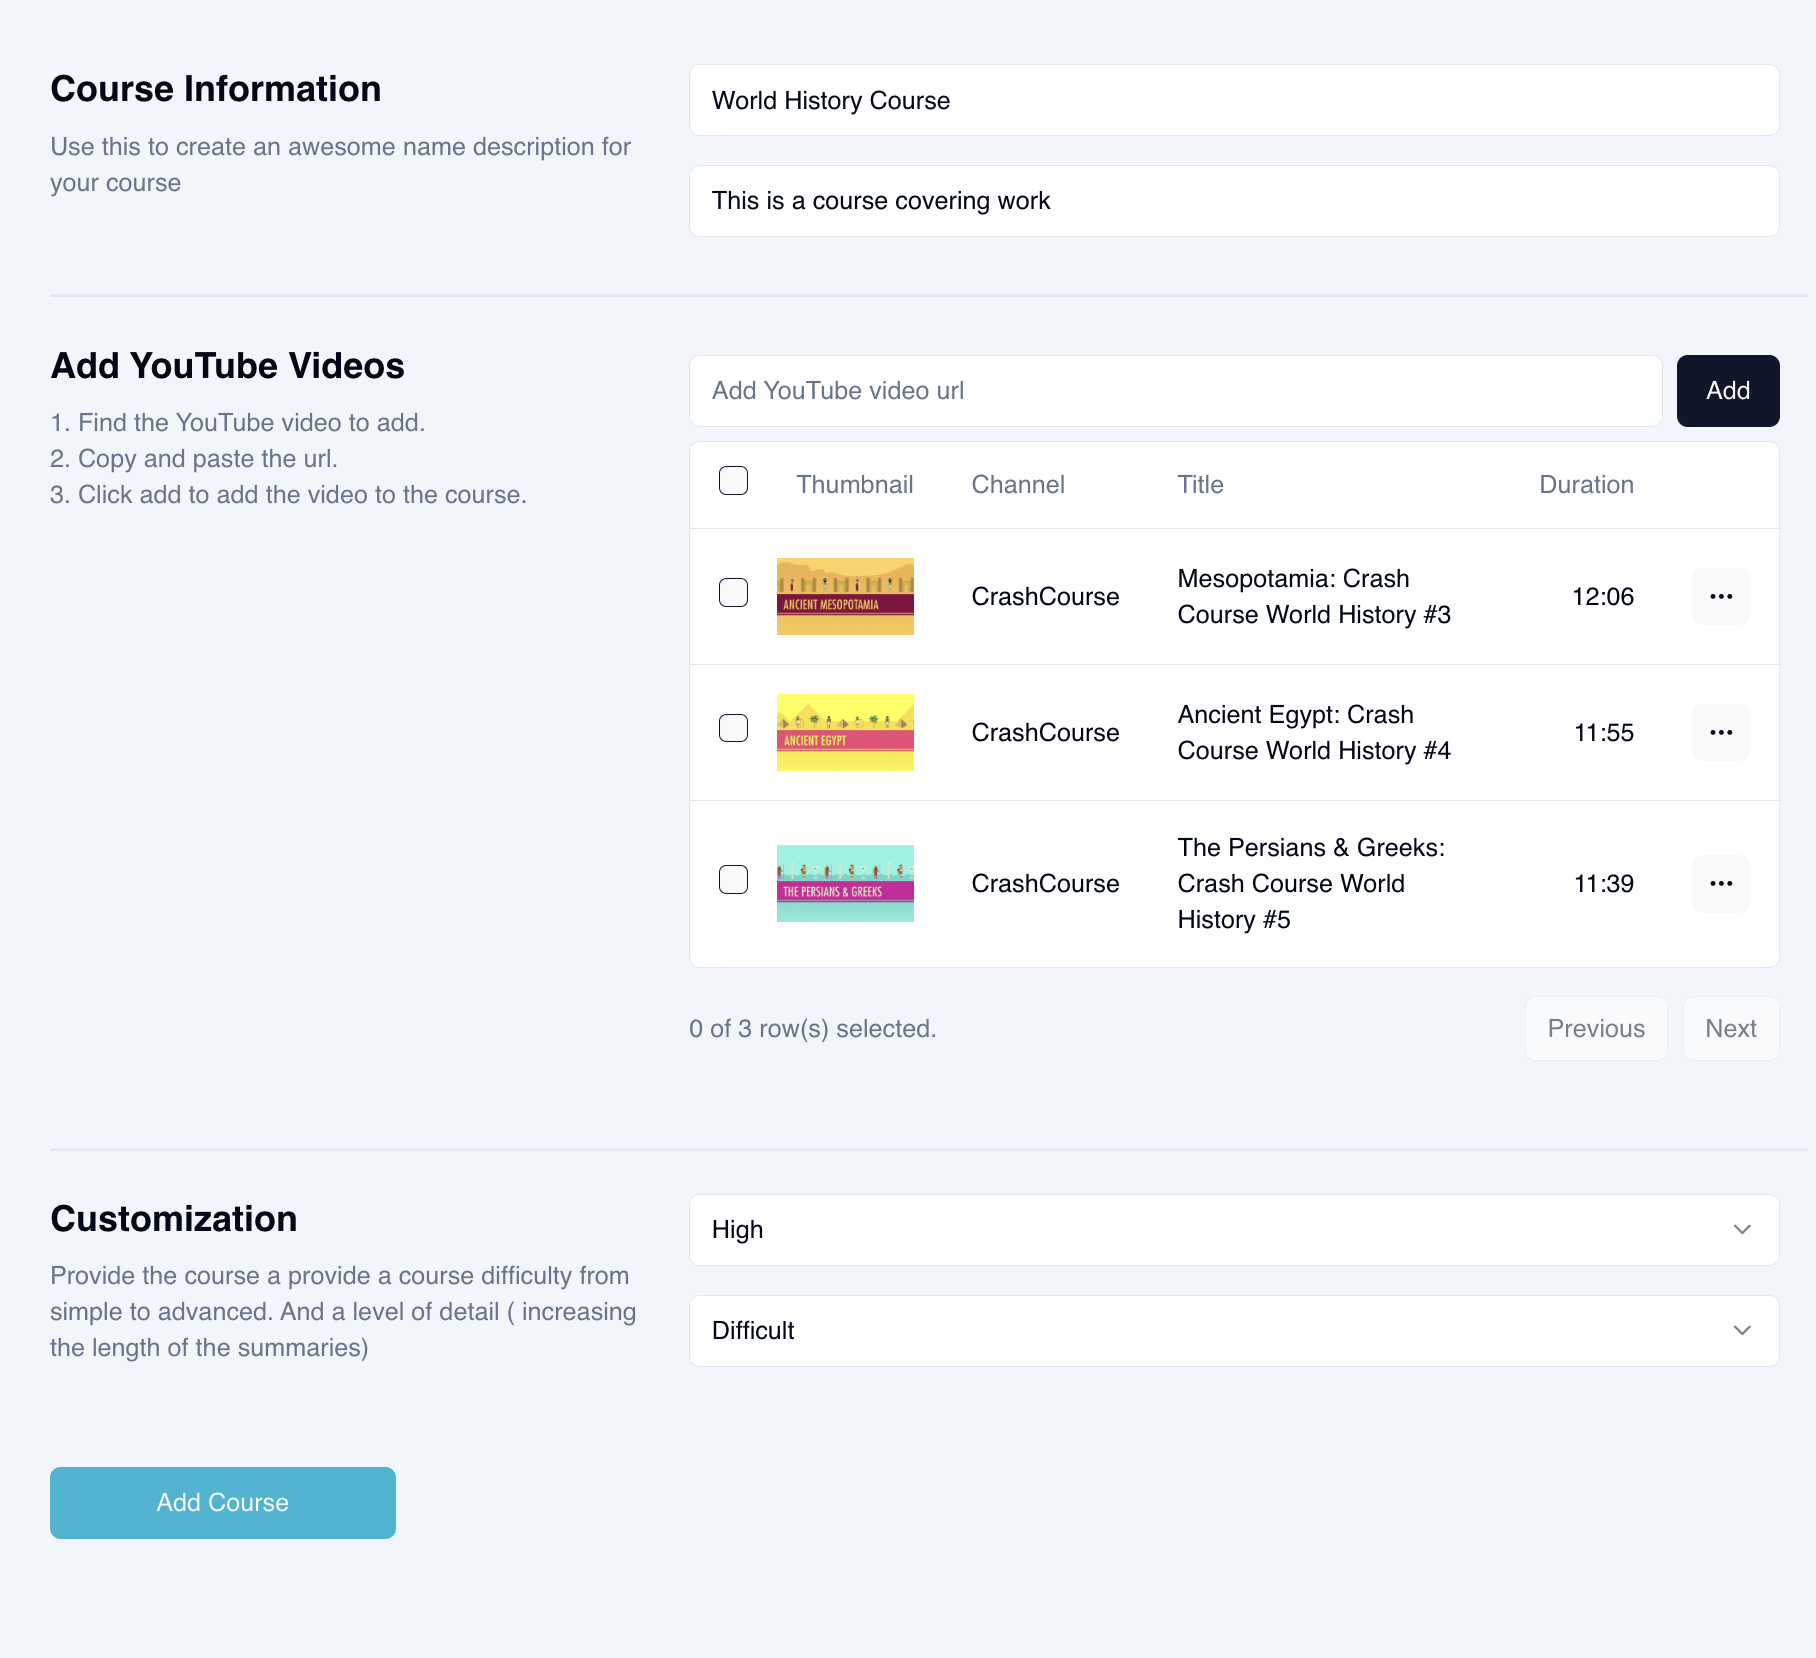 Course Information
Use this to create an awesome name description for
your course
World History Course
This is a course covering work
Add YouTube Videos
1. Find the YouTube video to add.
2. Copy and paste the url.
3. Click add to add the video to the course.
Add YouTube video url
Add
Thumbnail
Channel
Title
Duration
ANCIENT MESOPOTAMIA
CrashCourse
Mesopotamia: Crash
Course World History #3
12:06
ANCIENT EGYPT
CrashCourse
Ancient Egypt: Crash
Course World History #4
11:55
THE PERSIANS & GREEKS
CrashCourse
The Persians & Greeks:
Crash Course World
History #5
11:39
0 of 3 row(s) selected.
Previous
Next
Customization
Provide the course a provide a course difficulty from
simple to advanced. And a level of detail ( increasing
the length of the summaries)
High
Difficult
Add Course